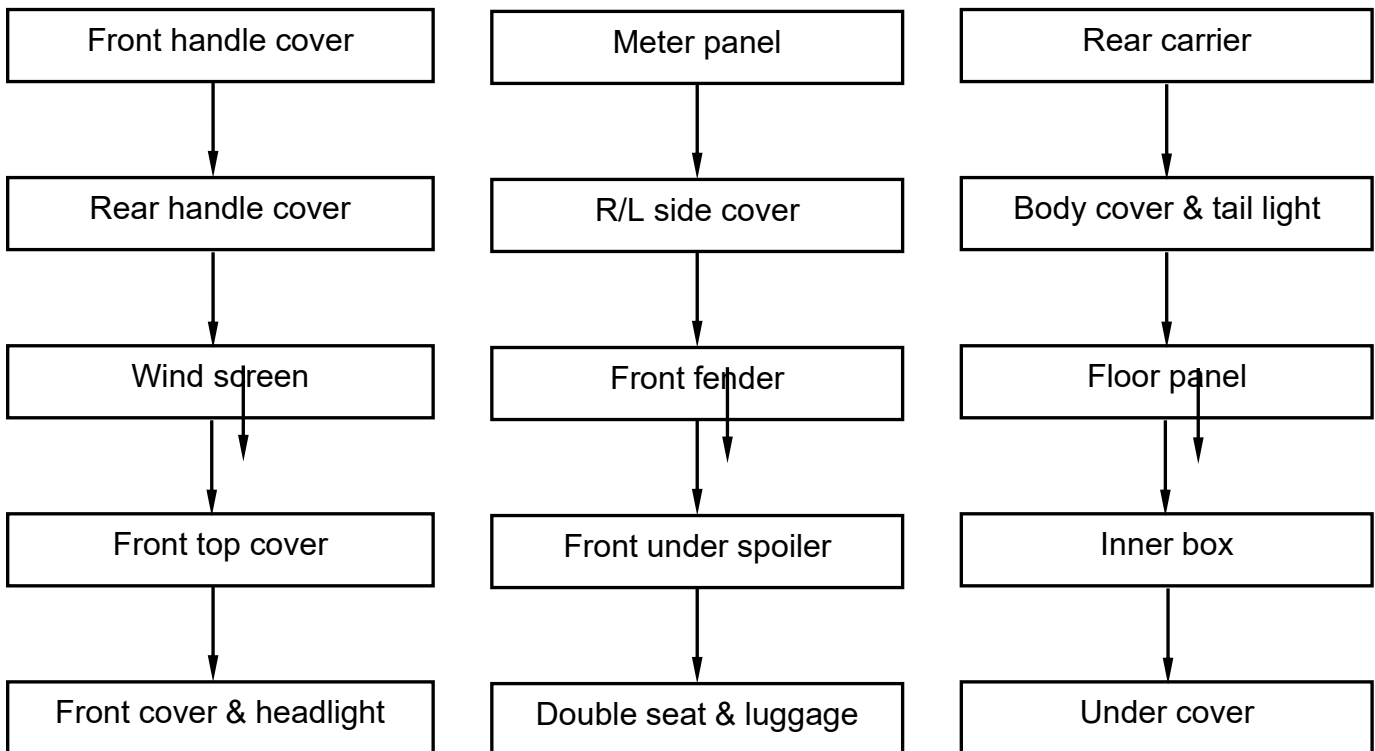 Front handle cover
Rear handle cover
Wind screen
Front top cover
Front cover & headlight
Meter panel
R/L side cover
Front fender
Front under spoiler
Double seat & luggage
Rear carrier
Body cover & tail light
Floor panel
Inner box
Under cover